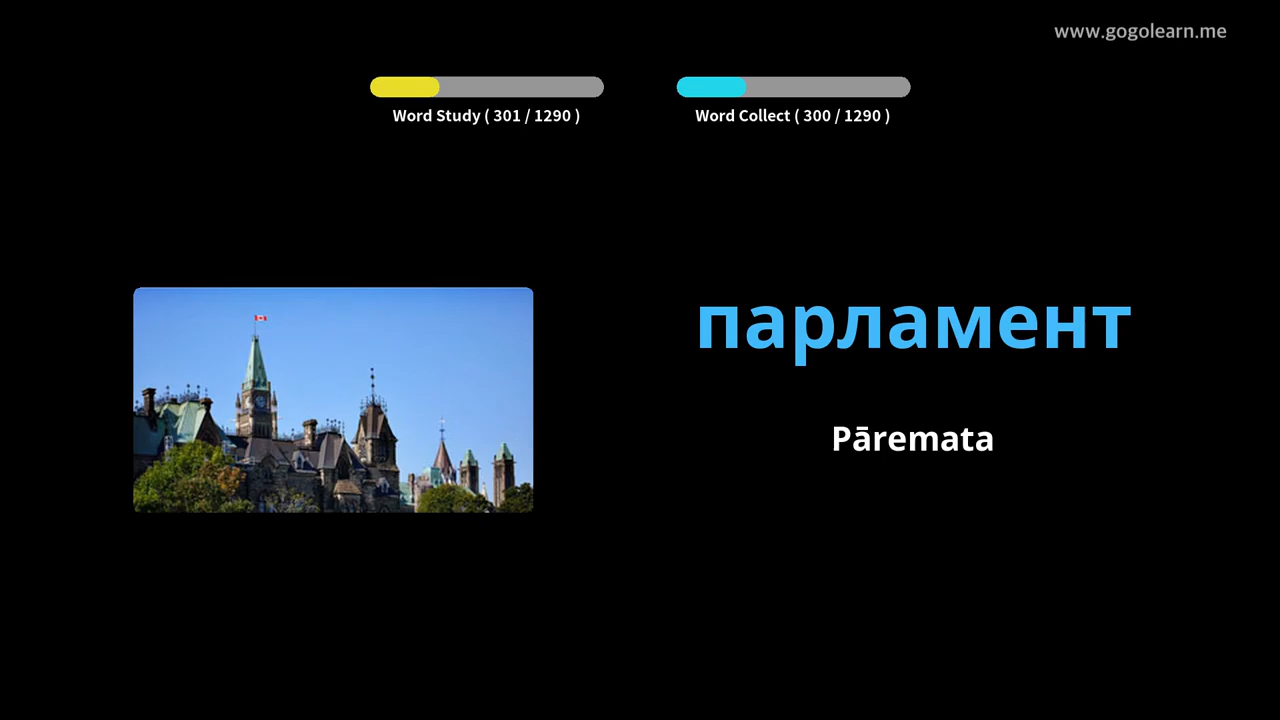 www.gogolearn.me
Word Study ( 301 / 1290 )
Word Collect ( 300 / 1290 )
парламент
Pāremata